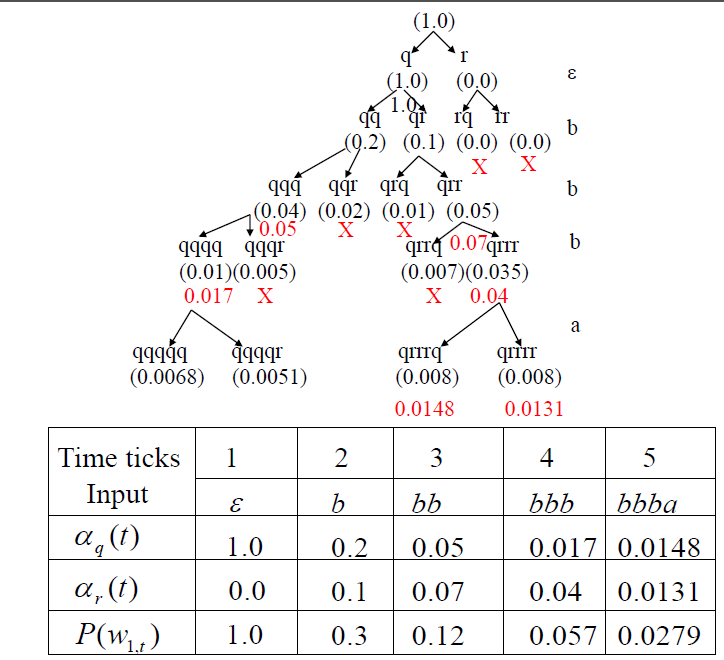 (1.0)
q r
(1.0) (0.0) ε
1.0
qq qr rq rr b
(0.2) (0.1) (0.0) (0.0)
X X
qqq qqr qrq qrr b
(0.04) (0.02) (0.01) (0.05)
0.05 X X
qqqq qqqr qrrq 0.07 qrrr b
(0.01)(0.005) (0.007)(0.035)
0.017 X X 0.04
a
qqqqq qqqqr qrrrq qrrrr
(0.0068) (0.0051) (0.008) (0.008)
0.0148 0.0131
Time ticks 1 2 3 4 5
Input ε b bb bbb bbba
α_q (t) 1.0 0.2 0.05 0.017 0.0148
α_r (t) 0.0 0.1 0.07 0.04 0.0131
P(w_{1,t}) 1.0 0.3 0.12 0.057 0.0279